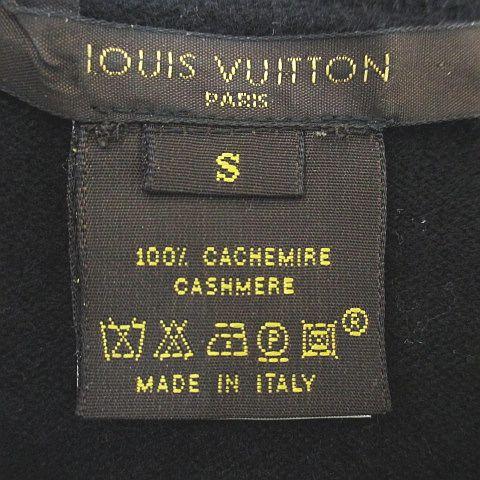 LOUIS VUITTON
PARIS
S
100% CACHEMIRE
CASHMERE
P ®
MADE IN ITALY